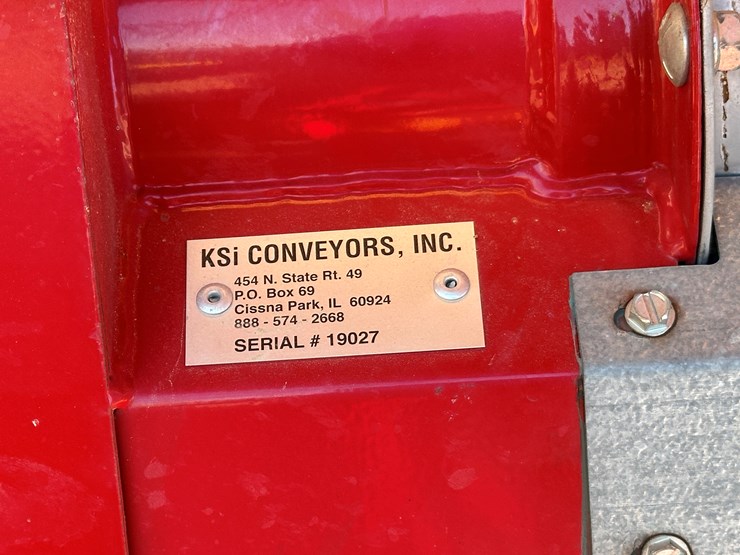 KSi CONVEYORS, INC.
454 N. State Rt. 49
P.O. Box 69
Cissna Park, IL 60924
888 - 574 - 2668
SERIAL # 19027